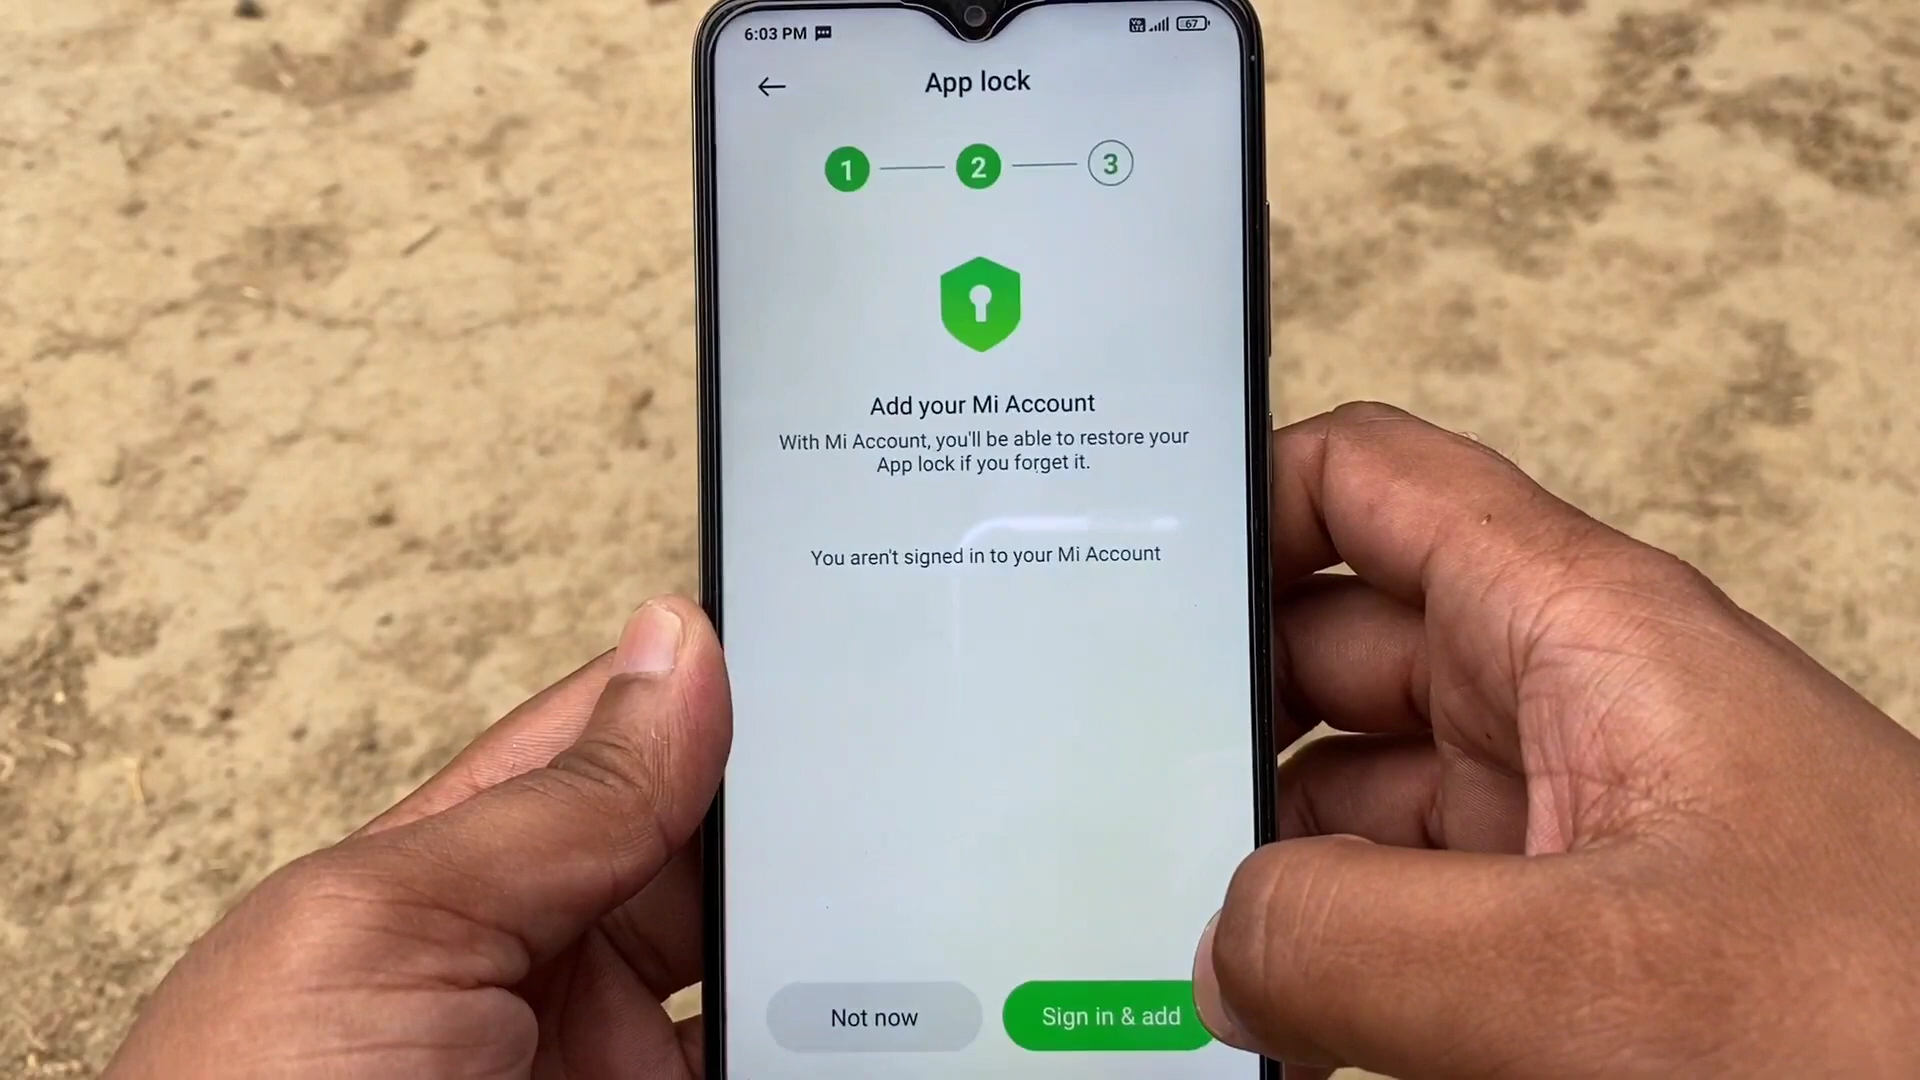 6:03 PM
67
App lock
1
2
3
Add your Mi Account
With Mi Account, you'll be able to restore your
App lock if you forget it.
You aren't signed in to your Mi Account
Not now
Sign in & add